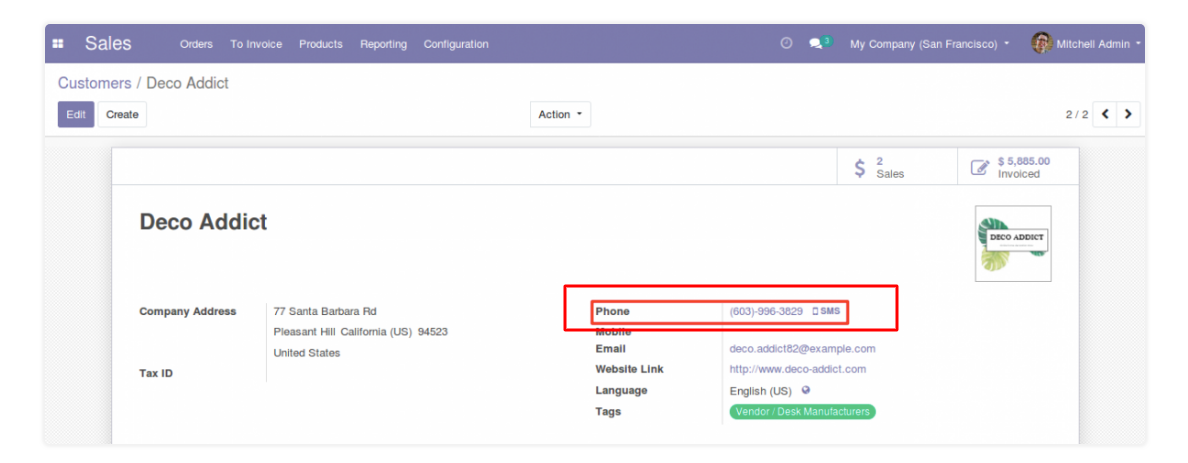 Sales Orders To Invoice Products Reporting Configuration 3 My Company (San Francisco) Mitchell Admin
Customers / Deco Addict
Edit Create Action 2 / 2
$ 2 Sales
$ 5,885.00 Invoiced
Deco Addict
DECO ADDICT
Company Address 77 Santa Barbara Rd
Pleasant Hill California (US) 94523
United States
Tax ID
Phone (603)-996-3829 SMS
Mobile
Email deco.addict82@example.com
Website Link http://www.deco-addict.com
Language English (US)
Tags Vendor / Desk Manufacturers